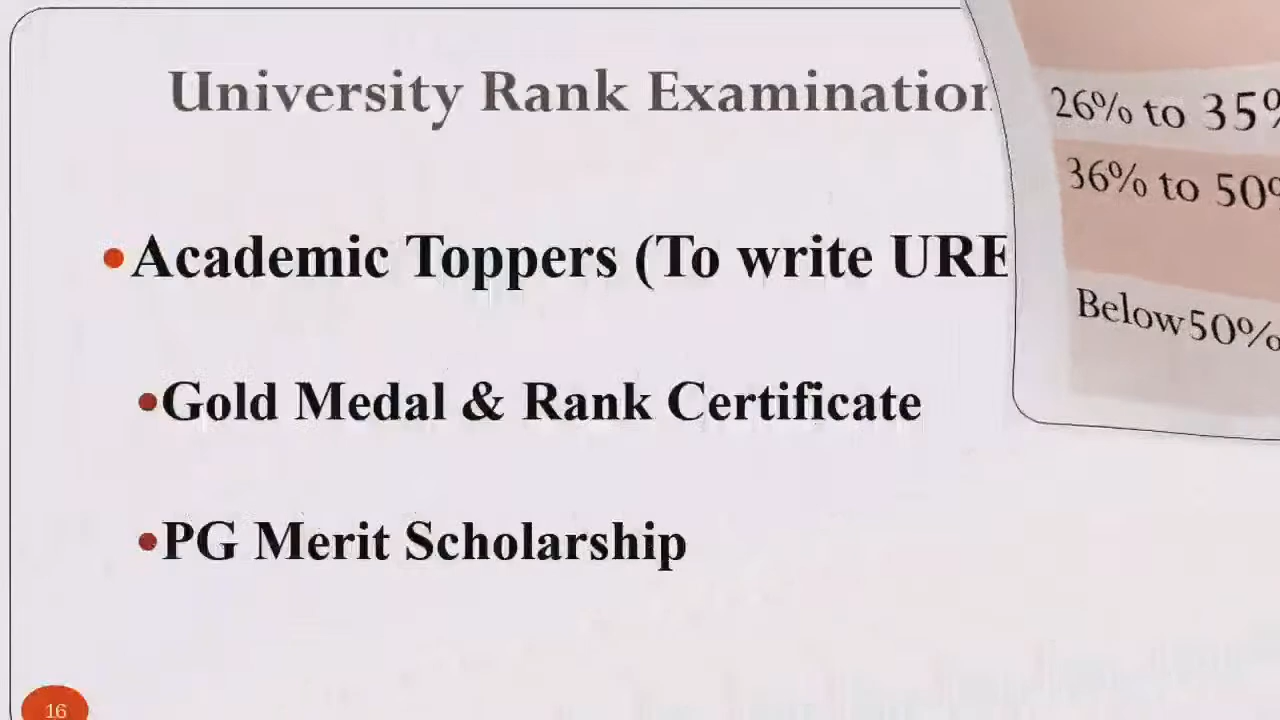 University Rank Examination
Academic Toppers (To write URE
Gold Medal & Rank Certificate
PG Merit Scholarship
26% to 35%
36% to 50%
Below50%
16